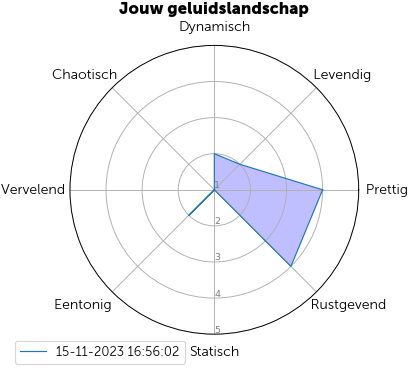 Jouw geluidslandschap
Dynamisch
Chaotisch
Levendig
Vervelend
1
Prettig
2
3
4
Eentonig
Rustgevend
5
15-11-2023 16:56:02
Statisch